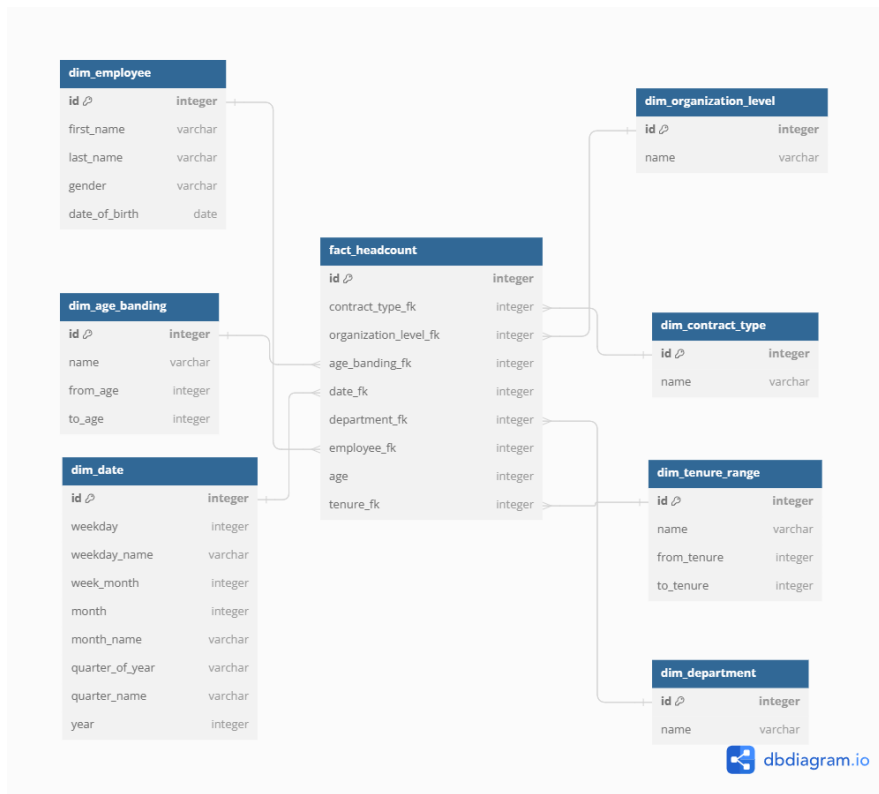 dim_employee
id integer
first_name varchar
last_name varchar
gender varchar
date_of_birth date
dim_age_banding
id integer
name varchar
from_age integer
to_age integer
dim_date
id integer
weekday integer
weekday_name varchar
week_month integer
month integer
month_name varchar
quarter_of_year varchar
quarter_name varchar
year integer
fact_headcount
id integer
contract_type_fk integer
organization_level_fk integer
age_banding_fk integer
date_fk integer
department_fk integer
employee_fk integer
age integer
tenure_fk integer
dim_organization_level
id integer
name varchar
dim_contract_type
id integer
name varchar
dim_tenure_range
id integer
name varchar
from_tenure integer
to_tenure integer
dim_department
id integer
name varchar
dbdiagram.io